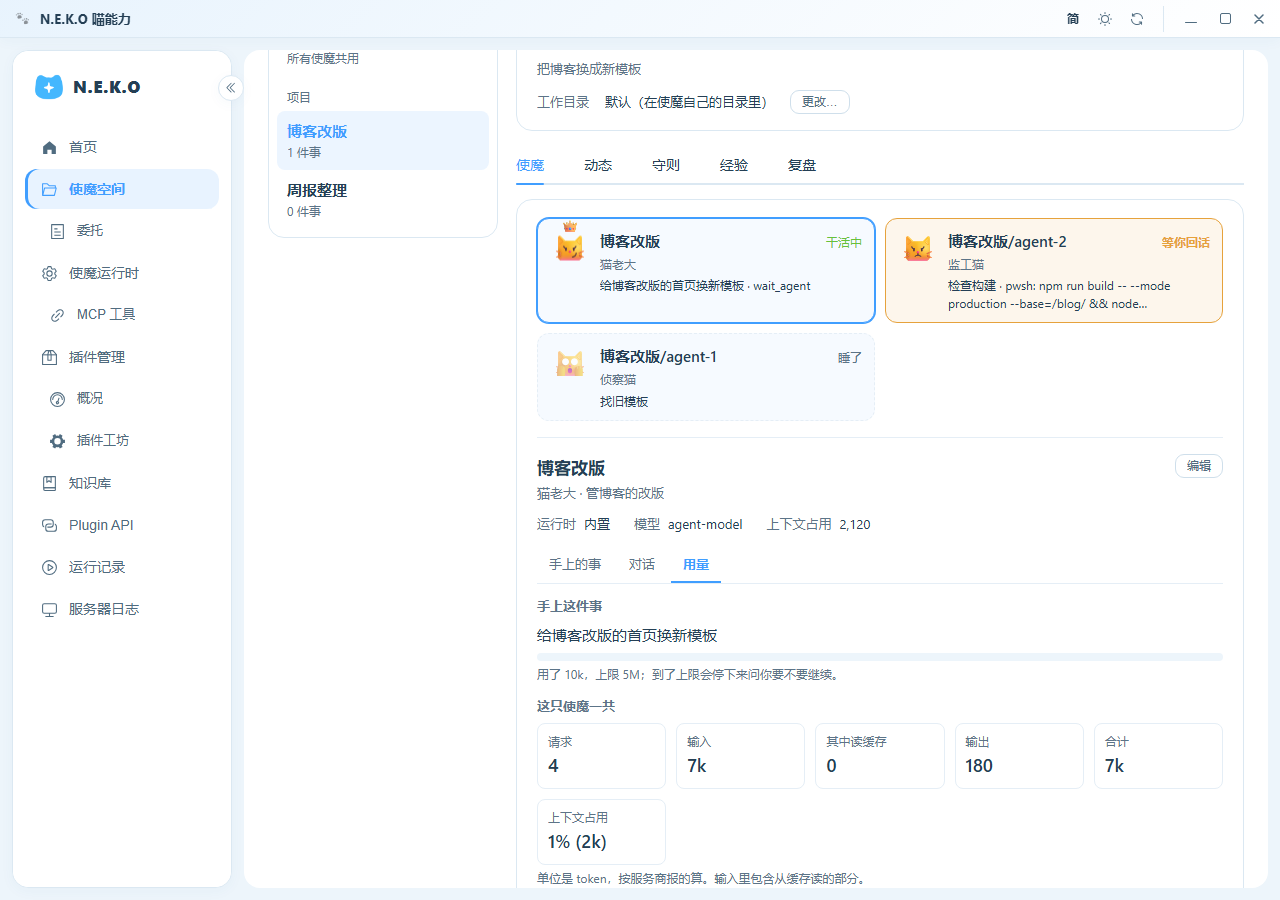 N.E.K.O 喵能力
简
N.E.K.O
首页
使魔空间
委托
使魔运行时
MCP 工具
插件管理
概况
插件工坊
知识库
Plugin API
运行记录
服务器日志
所有使魔共用
项目
博客改版
1 件事
周报整理
0 件事
把博客换成新模板
工作目录 默认（在使魔自己的目录里） 更改...
使魔 动态 守则 经验 复盘
博客改版 干活中
猫老大
给博客改版的首页换新模板 · wait_agent
博客改版/agent-2 等你回话
监工猫
检查构建 · pwsh: npm run build -- --mode
production --base=/blog/ && node...
博客改版/agent-1 睡了
侦察猫
找旧模板
博客改版 编辑
猫老大 · 管博客的改版
运行时 内置 模型 agent-model 上下文占用 2,120
手上的事 对话 用量
手上这件事
给博客改版的首页换新模板
用了 10k，上限 5M；到了上限会停下来问你要不要继续。
这只使魔一共
请求 输入 其中读缓存 输出 合计
4 7k 0 180 7k
上下文占用
1% (2k)
单位是 token，按服务商报的算。输入里包含从缓存读的部分。